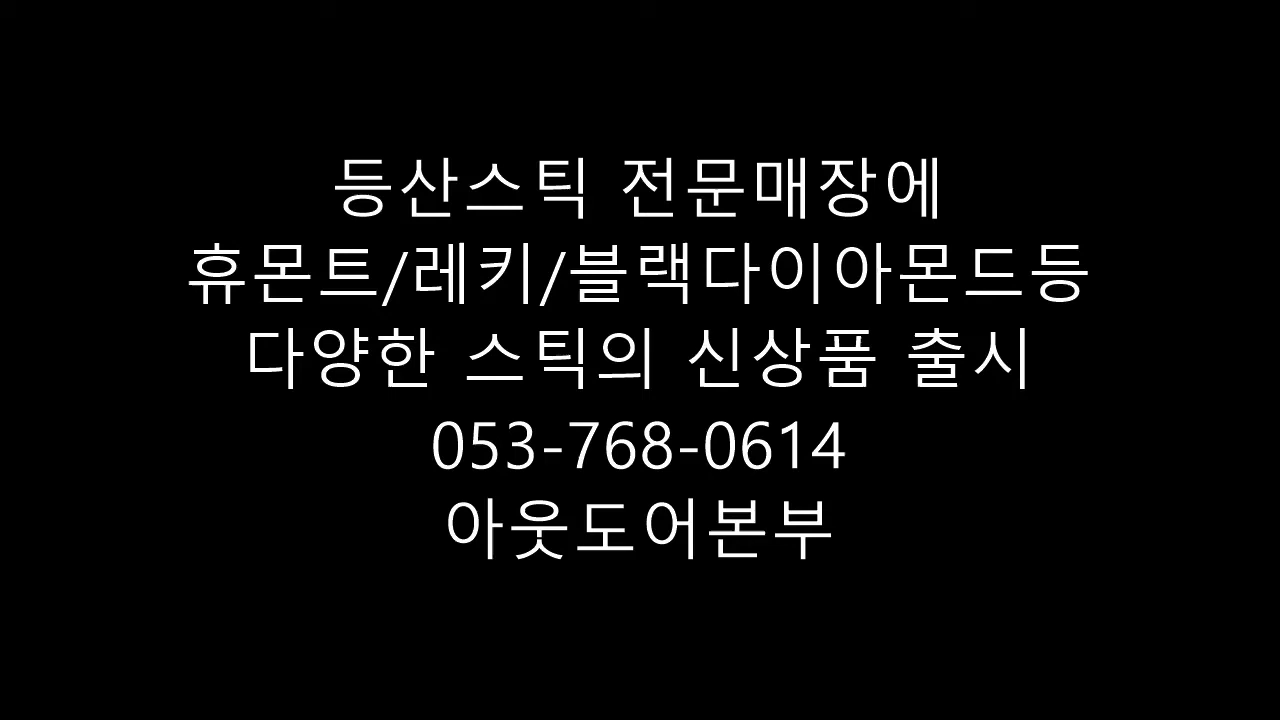 등산스틱 전문매장에
휴몬트/레키/블랙다이아몬드등
다양한 스틱의 신상품 출시
053-768-0614
아웃도어본부